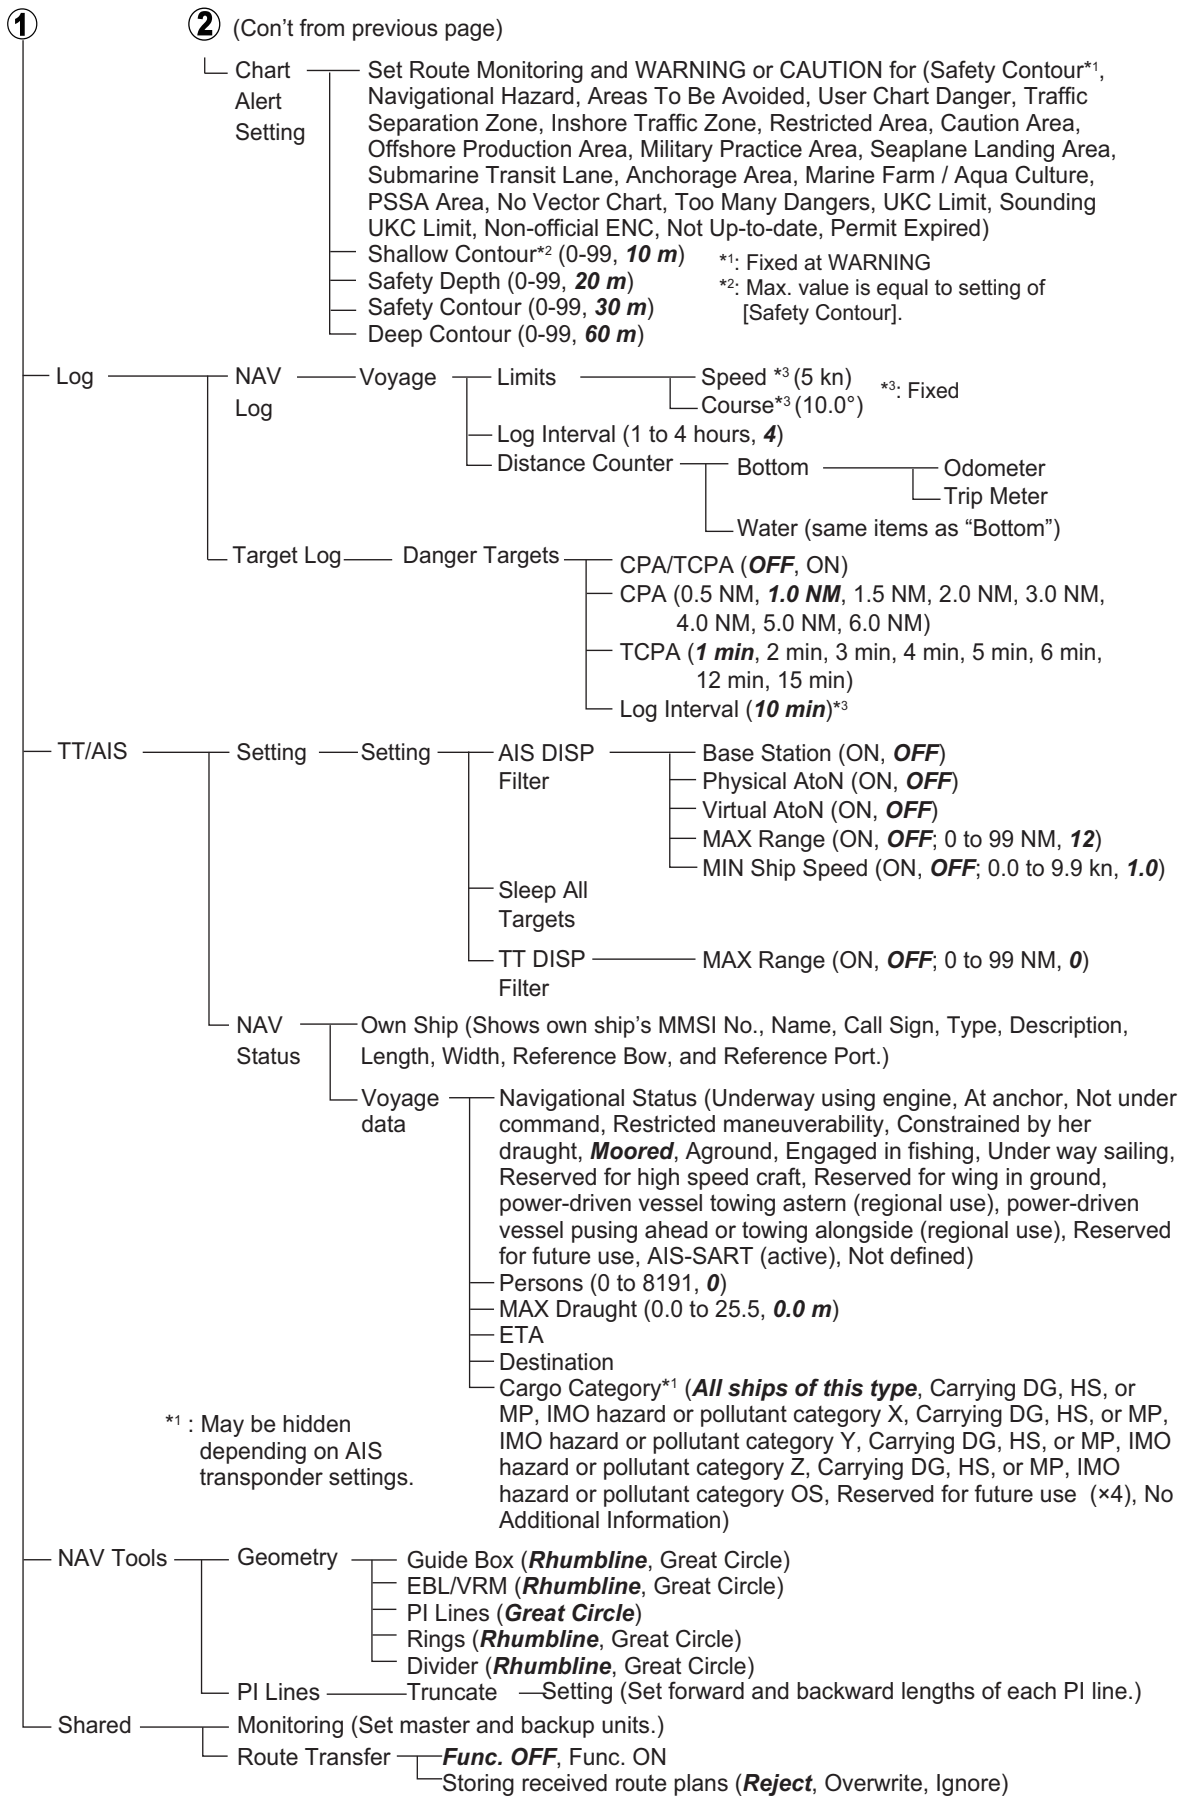 1
2 (Con't from previous page)
Chart
Alert
Setting
Set Route Monitoring and WARNING or CAUTION for (Safety Contour*1,
Navigational Hazard, Areas To Be Avoided, User Chart Danger, Traffic
Separation Zone, Inshore Traffic Zone, Restricted Area, Caution Area,
Offshore Production Area, Military Practice Area, Seaplane Landing Area,
Submarine Transit Lane, Anchorage Area, Marine Farm / Aqua Culture,
PSSA Area, No Vector Chart, Too Many Dangers, UKC Limit, Sounding
UKC Limit, Non-official ENC, Not Up-to-date, Permit Expired)
Shallow Contour*2 (0-99, 10 m)
Safety Depth (0-99, 20 m)
Safety Contour (0-99, 30 m)
Deep Contour (0-99, 60 m)
*1: Fixed at WARNING
*2: Max. value is equal to setting of
[Safety Contour].
Log
NAV
Log
Voyage
Limits
Speed *3 (5 kn)
Course*3 (10.0°)
*3: Fixed
Log Interval (1 to 4 hours, 4)
Distance Counter
Bottom
Odometer
Trip Meter
Water (same items as “Bottom”)
Target Log
Danger Targets
CPA/TCPA (OFF, ON)
CPA (0.5 NM, 1.0 NM, 1.5 NM, 2.0 NM, 3.0 NM,
4.0 NM, 5.0 NM, 6.0 NM)
TCPA (1 min, 2 min, 3 min, 4 min, 5 min, 6 min,
12 min, 15 min)
Log Interval (10 min)*3
TT/AIS
Setting
Setting
AIS DISP
Filter
Base Station (ON, OFF)
Physical AtoN (ON, OFF)
Virtual AtoN (ON, OFF)
MAX Range (ON, OFF; 0 to 99 NM, 12)
MIN Ship Speed (ON, OFF; 0.0 to 9.9 kn, 1.0)
Sleep All
Targets
TT DISP
Filter
MAX Range (ON, OFF; 0 to 99 NM, 0)
NAV
Status
Own Ship (Shows own ship’s MMSI No., Name, Call Sign, Type, Description,
Length, Width, Reference Bow, and Reference Port.)
Voyage
data
Navigational Status (Underway using engine, At anchor, Not under
command, Restricted maneuverability, Constrained by her
draught, Moored, Aground, Engaged in fishing, Under way sailing,
Reserved for high speed craft, Reserved for wing in ground,
power-driven vessel towing astern (regional use), power-driven
vessel pusing ahead or towing alongside (regional use), Reserved
for future use, AIS-SART (active), Not defined)
Persons (0 to 8191, 0)
MAX Draught (0.0 to 25.5, 0.0 m)
ETA
Destination
Cargo Category*1 (All ships of this type, Carrying DG, HS, or
MP, IMO hazard or pollutant category X, Carrying DG, HS, or MP,
IMO hazard or pollutant category Y, Carrying DG, HS, or MP, IMO
hazard or pollutant category Z, Carrying DG, HS, or MP, IMO
hazard or pollutant category OS, Reserved for future use (×4), No
Additional Information)
*1 : May be hidden
depending on AIS
transponder settings.
NAV Tools
Geometry
Guide Box (Rhumbline, Great Circle)
EBL/VRM (Rhumbline, Great Circle)
PI Lines (Great Circle)
Rings (Rhumbline, Great Circle)
Divider (Rhumbline, Great Circle)
PI Lines
Truncate
Setting (Set forward and backward lengths of each PI line.)
Shared
Monitoring (Set master and backup units.)
Route Transfer
Func. OFF, Func. ON
Storing received route plans (Reject, Overwrite, Ignore)